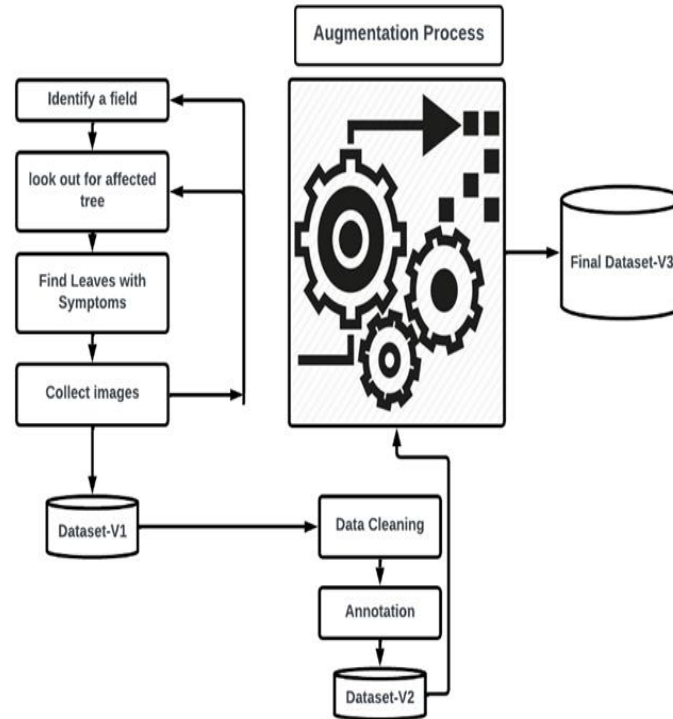 Augmentation Process
Identify a field
look out for affected
tree
Find Leaves with
Symptoms
Collect images
Dataset-V1
Data Cleaning
Annotation
Dataset-V2
Final Dataset-V3